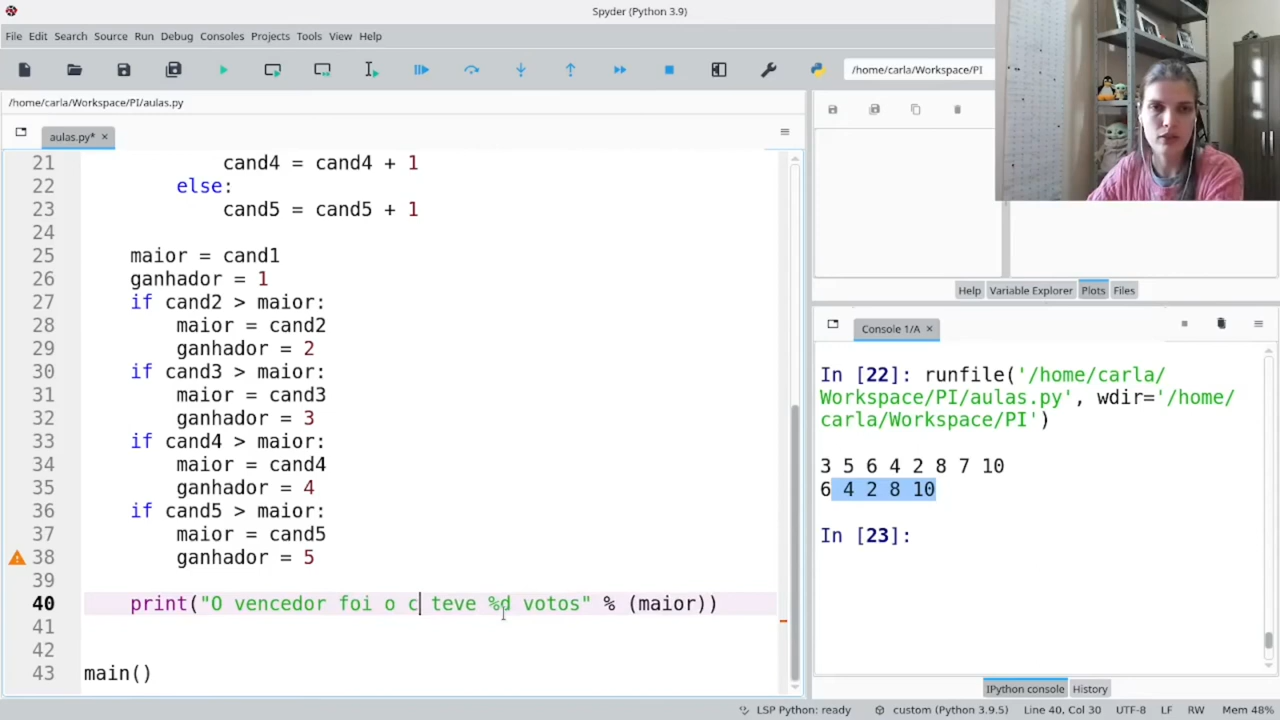 Spyder (Python 3.9)
File Edit Search Source Run Debug Consoles Projects Tools View Help
/home/carla/Workspace/PI
/home/carla/Workspace/PI/aulas.py
aulas.py* ×
21 cand4 = cand4 + 1
22 else:
23 cand5 = cand5 + 1
24
25 maior = cand1
26 ganhador = 1
27 if cand2 > maior:
28 maior = cand2
29 ganhador = 2
30 if cand3 > maior:
31 maior = cand3
32 ganhador = 3
33 if cand4 > maior:
34 maior = cand4
35 ganhador = 4
36 if cand5 > maior:
37 maior = cand5
38 ganhador = 5
39
40 print("O vencedor foi o c teve %d votos" % (maior))
41
42
43 main()
Help Variable Explorer Plots Files
Console 1/A ×
In [22]: runfile('/home/carla/
Workspace/PI/aulas.py', wdir='/home/
carla/Workspace/PI')
3 5 6 4 2 8 7 10
6 4 2 8 10
In [23]:
IPython console History
LSP Python: ready custom (Python 3.9.5) Line 40, Col 30 UTF-8 LF RW Mem 48%